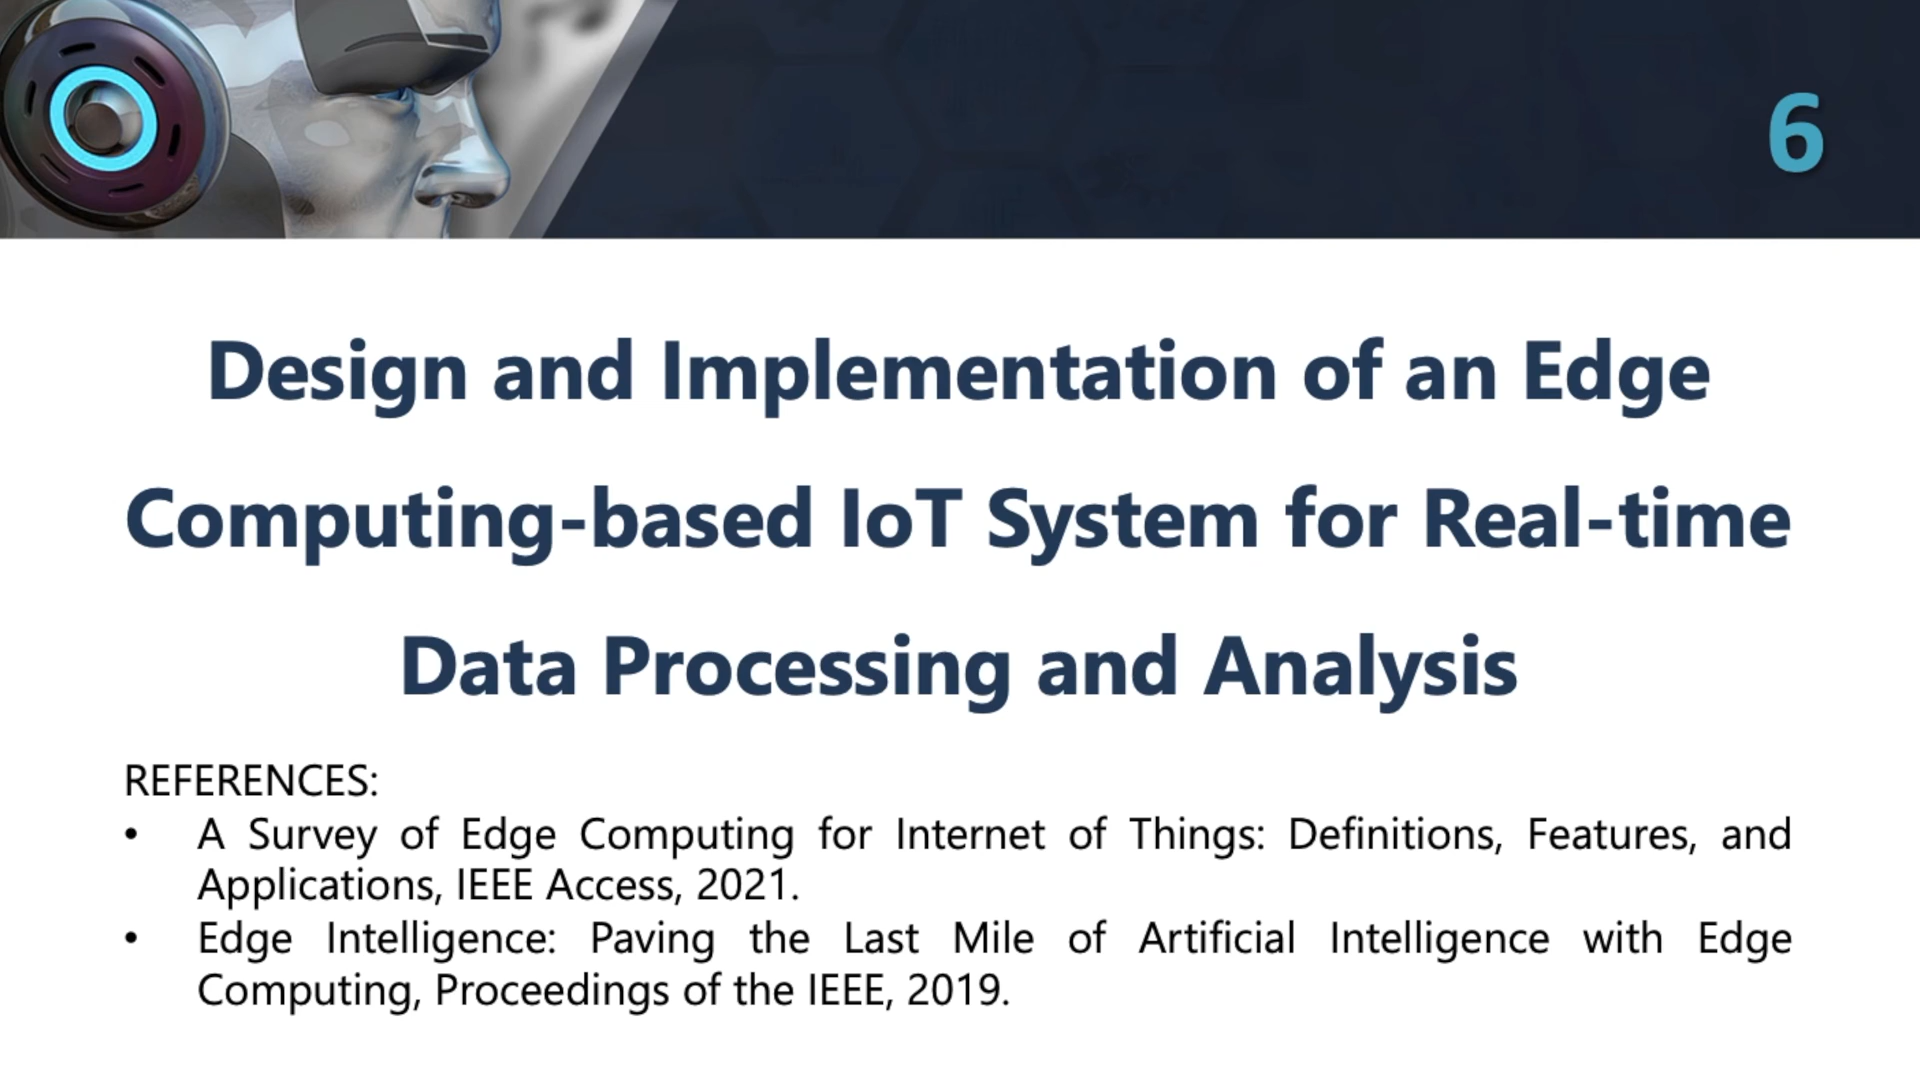 6
Design and Implementation of an Edge
Computing-based IoT System for Real-time
Data Processing and Analysis
REFERENCES:
• A Survey of Edge Computing for Internet of Things: Definitions, Features, and
Applications, IEEE Access, 2021.
• Edge Intelligence: Paving the Last Mile of Artificial Intelligence with Edge
Computing, Proceedings of the IEEE, 2019.